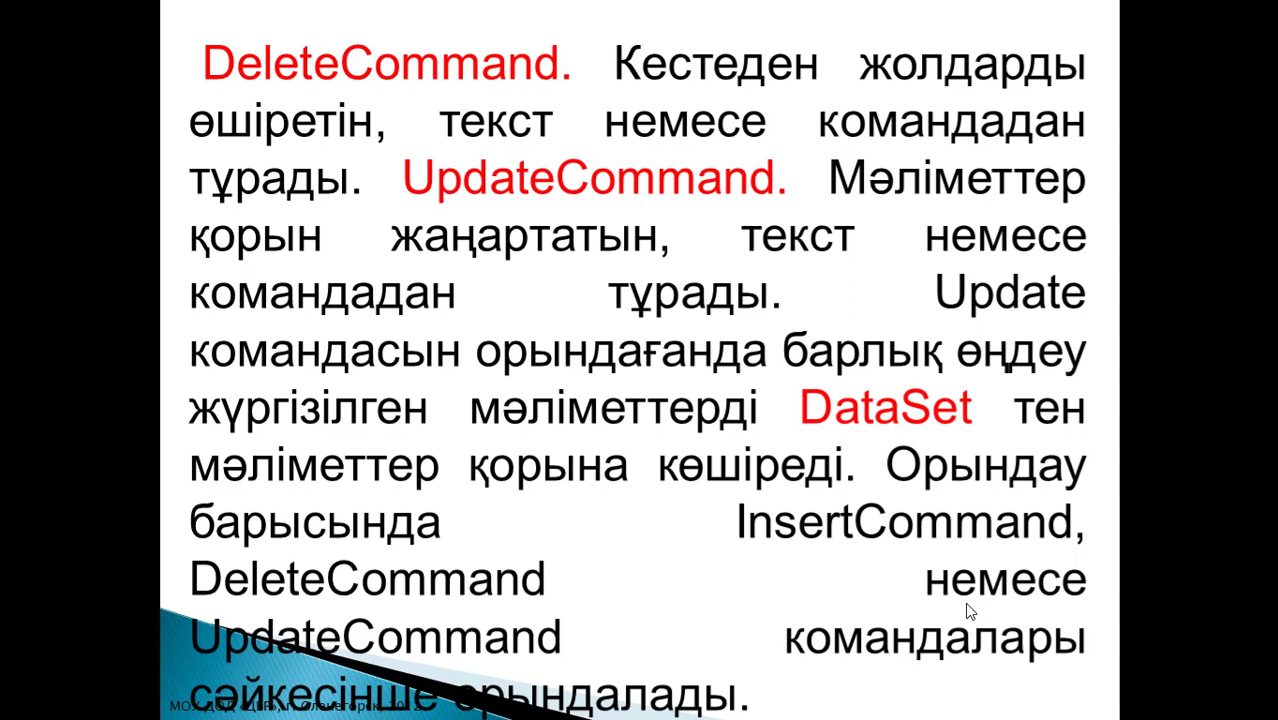 DeleteCommand. Кестеден жолдарды
өшіретін, текст немесе командадан
тұрады. UpdateCommand. Мәліметтер
қорын жаңартатын, текст немесе
командадан тұрады. Update
командасын орындағанда барлық өңдеу
жүргізілген мәліметтерді DataSet тен
мәліметтер қорына көшіреді. Орындау
барысында InsertCommand,
DeleteCommand немесе
UpdateCommand командалары
сәйкесінше орындалады.